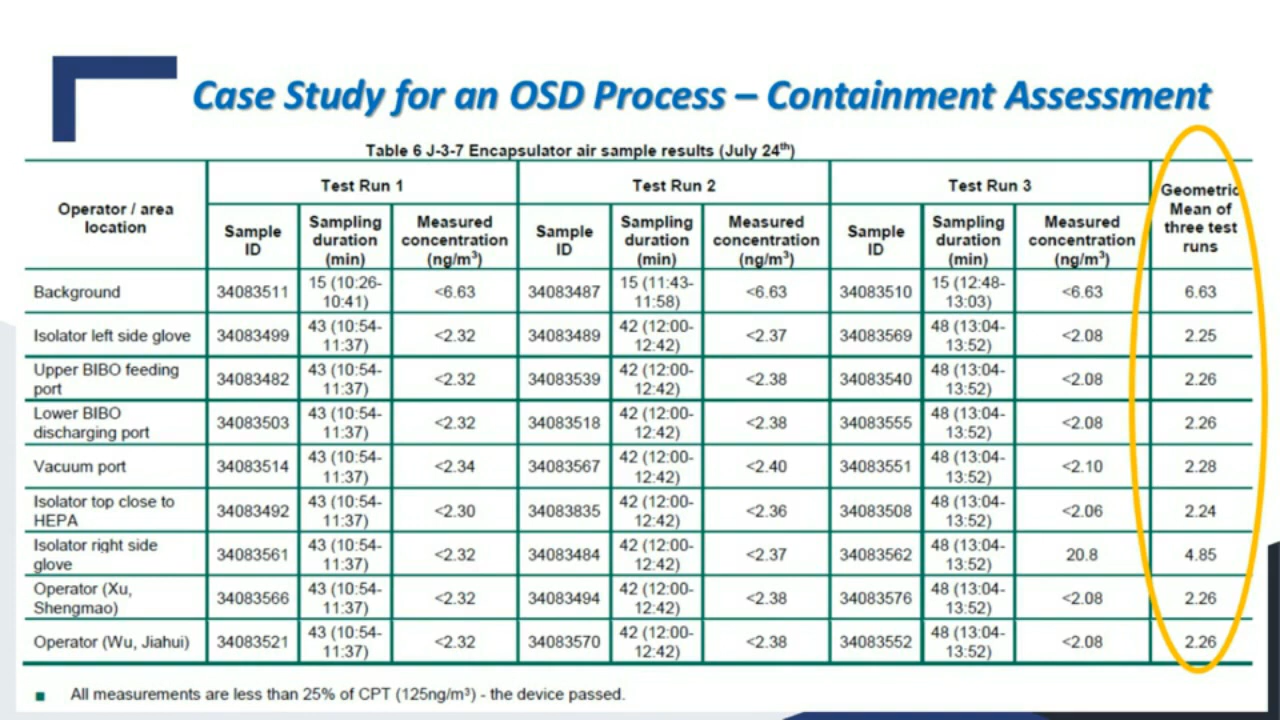 Case Study for an OSD Process – Containment Assessment
Table 6 J-3-7 Encapsulator air sample results (July 24th)
Operator / area location | Test Run 1 | Test Run 2 | Test Run 3 | Geometric Mean of three test runs
Sample ID | Sampling duration (min) | Measured concentration (ng/m³) | Sample ID | Sampling duration (min) | Measured concentration (ng/m³) | Sample ID | Sampling duration (min) | Measured concentration (ng/m³)
Background | 34083511 | 15 (10:26-10:41) | <6.63 | 34083487 | 15 (11:43-11:58) | <6.63 | 34083510 | 15 (12:48-13:03) | <6.63 | 6.63
Isolator left side glove | 34083499 | 43 (10:54-11:37) | <2.32 | 34083489 | 42 (12:00-12:42) | <2.37 | 34083569 | 48 (13:04-13:52) | <2.08 | 2.25
Upper BIBO feeding port | 34083482 | 43 (10:54-11:37) | <2.32 | 34083539 | 42 (12:00-12:42) | <2.38 | 34083540 | 48 (13:04-13:52) | <2.08 | 2.26
Lower BIBO discharging port | 34083503 | 43 (10:54-11:37) | <2.32 | 34083518 | 42 (12:00-12:42) | <2.38 | 34083555 | 48 (13:04-13:52) | <2.08 | 2.26
Vacuum port | 34083514 | 43 (10:54-11:37) | <2.34 | 34083567 | 42 (12:00-12:42) | <2.40 | 34083551 | 48 (13:04-13:52) | <2.10 | 2.28
Isolator top close to HEPA | 34083492 | 43 (10:54-11:37) | <2.30 | 34083835 | 42 (12:00-12:42) | <2.36 | 34083508 | 48 (13:04-13:52) | <2.06 | 2.24
Isolator right side glove | 34083561 | 43 (10:54-11:37) | <2.32 | 34083484 | 42 (12:00-12:42) | <2.37 | 34083562 | 48 (13:04-13:52) | 20.8 | 4.85
Operator (Xu, Shengmao) | 34083566 | 43 (10:54-11:37) | <2.32 | 34083494 | 42 (12:00-12:42) | <2.38 | 34083576 | 48 (13:04-13:52) | <2.08 | 2.26
Operator (Wu, Jiahui) | 34083521 | 43 (10:54-11:37) | <2.32 | 34083570 | 42 (12:00-12:42) | <2.38 | 34083552 | 48 (13:04-13:52) | <2.08 | 2.26
All measurements are less than 25% of CPT (125ng/m³) - the device passed.